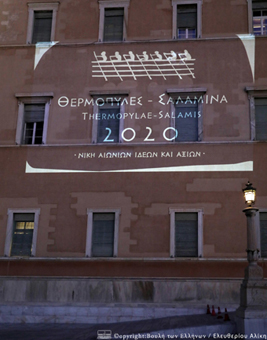 ΘΕΡΜΟΠΥΛΕΣ - ΣΑΛΑΜΙΝΑ
THERMOPYLAE-SALAMIS
2020
· ΝΙΚΗ ΑΙΩΝΙΩΝ ΙΔΕΩΝ ΚΑΙ ΑΞΙΩΝ ·
Copyright:Βουλή των Ελλήνων / Ελευθερίου Αλίκη